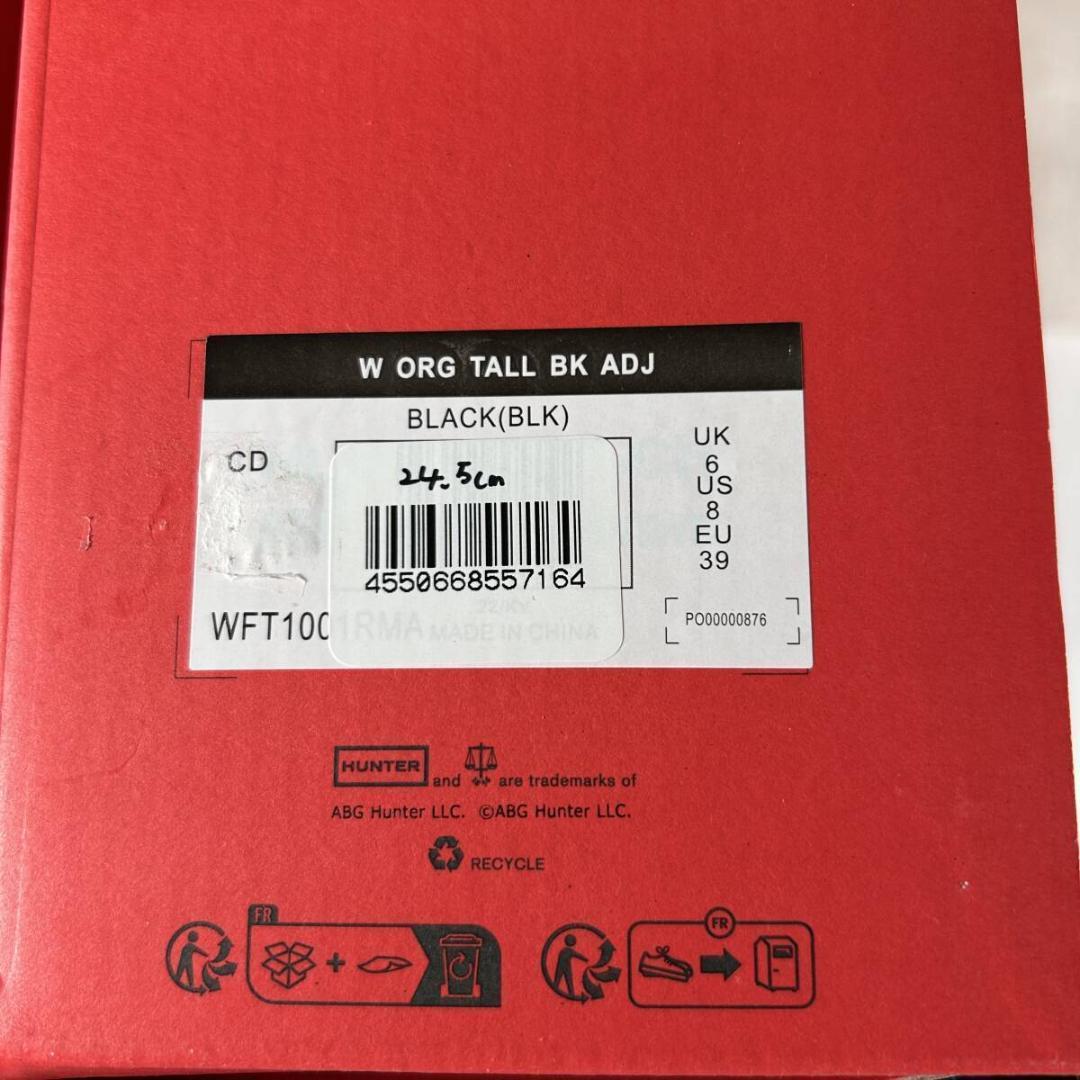 W ORG TALL BK ADJ
BLACK(BLK)
CD
24.5cm
4550668557164
WFT1001RMA MADE IN CHINA
UK
6
US
8
EU
39
PO00000876
HUNTER and are trademarks of
ABG Hunter LLC. ©ABG Hunter LLC.
RECYCLE
FR
FR